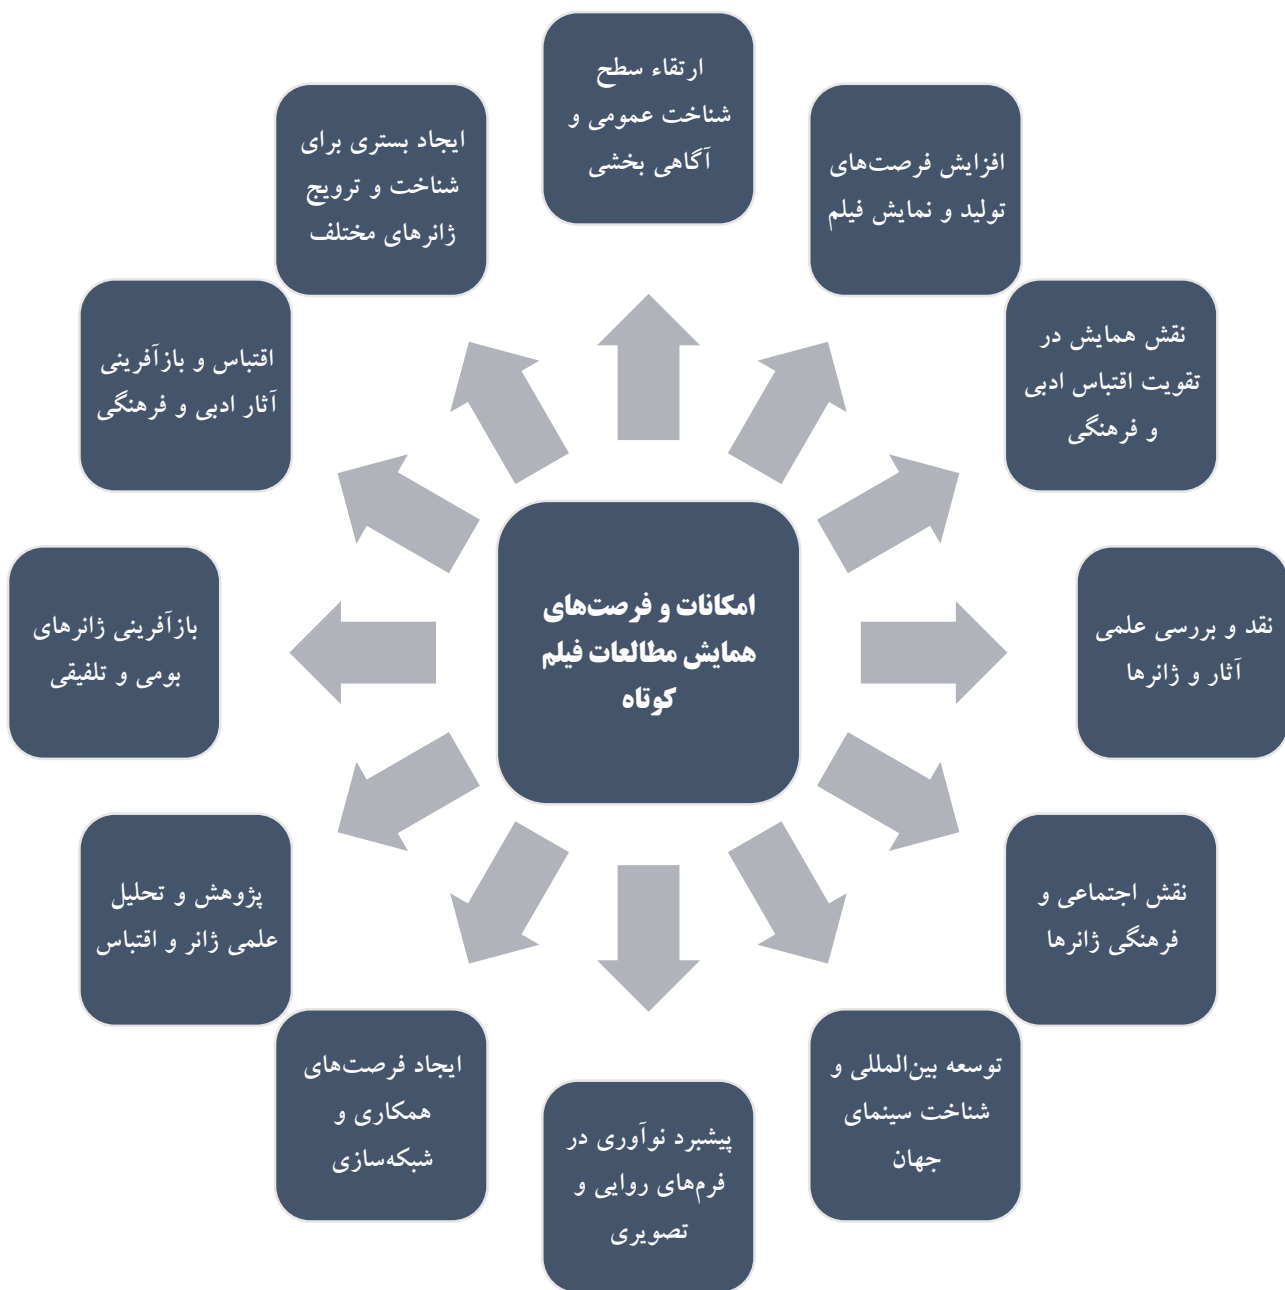 ارتقاء سطح
شناخت عمومی و
آگاهی بخشی
افزایش فرصت‌های
تولید و نمایش فیلم
نقش همایش در
تقویت اقتباس ادبی
و فرهنگی
نقد و بررسی علمی
آثار و ژانرها
نقش اجتماعی و
فرهنگی ژانرها
توسعه بین‌المللی و
شناخت سینمای
جهان
پیشبرد نوآوری در
فرم‌های روایی و
تصویری
ایجاد فرصت‌های
همکاری و
شبکه‌سازی
پژوهش و تحلیل
علمی ژانر و اقتباس
بازآفرینی ژانرهای
بومی و تلفیقی
اقتباس و بازآفرینی
آثار ادبی و فرهنگی
ایجاد بستری برای
شناخت و ترویج
ژانرهای مختلف
امکانات و فرصت‌های
همایش مطالعات فیلم
کوتاه